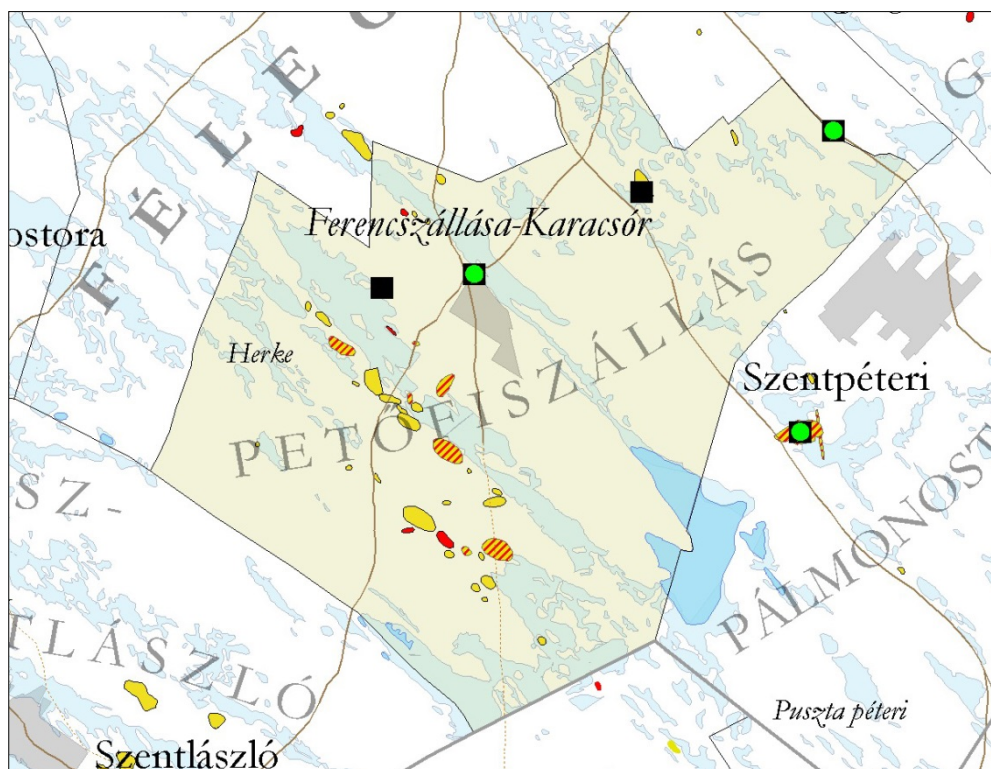 FÉLEG
G
Ferencszállása-Karacsór
ostora
Herke
PETŐFISZÁLLÁS
Szentpéteri
SZ-
PÁLMONOST
TLÁSZLÓ
Puszta péteri
Szentlászló